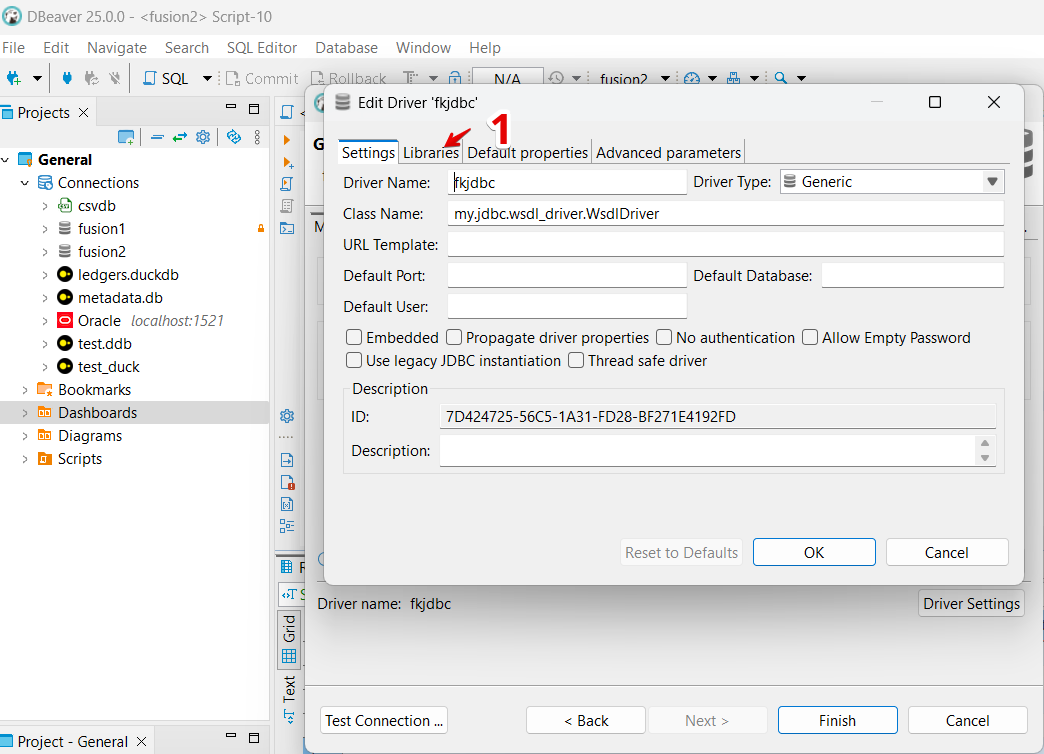 DBeaver 25.0.0 - <fusion2> Script-10
File Edit Navigate Search SQL Editor Database Window Help
SQL Commit Rollback N/A fusion2
Projects
General
Connections
csvdb
fusion1
fusion2
ledgers.duckdb
metadata.db
Oracle localhost:1521
test.ddb
test_duck
Bookmarks
Dashboards
Diagrams
Scripts
Project - General
Grid
Text
Edit Driver 'fkjdbc'
1
Settings Libraries Default properties Advanced parameters
Driver Name: fkjdbc Driver Type: Generic
Class Name: my.jdbc.wsdl_driver.WsdlDriver
URL Template:
Default Port: Default Database:
Default User:
Embedded Propagate driver properties No authentication Allow Empty Password
Use legacy JDBC instantiation Thread safe driver
Description
ID: 7D424725-56C5-1A31-FD28-BF271E4192FD
Description:
Reset to Defaults OK Cancel
Driver name: fkjdbc Driver Settings
Test Connection ... < Back Next > Finish Cancel